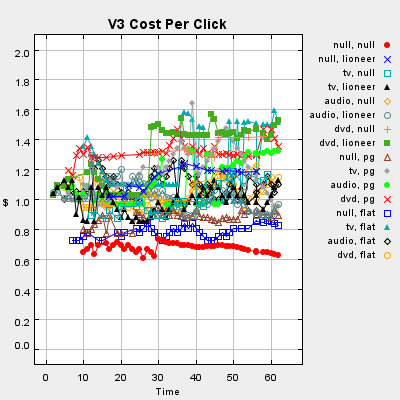 V3 Cost Per Click
2.0
1.8
1.6
1.4
1.2
1.0
0.8
0.6
0.4
0.2
0.0
$
0 10 20 30 40 50 60
Time
null, null
null, lioneer
tv, null
tv, lioneer
audio, null
audio, lioneer
dvd, null
dvd, lioneer
null, pg
tv, pg
audio, pg
dvd, pg
null, flat
tv, flat
audio, flat
dvd, flat